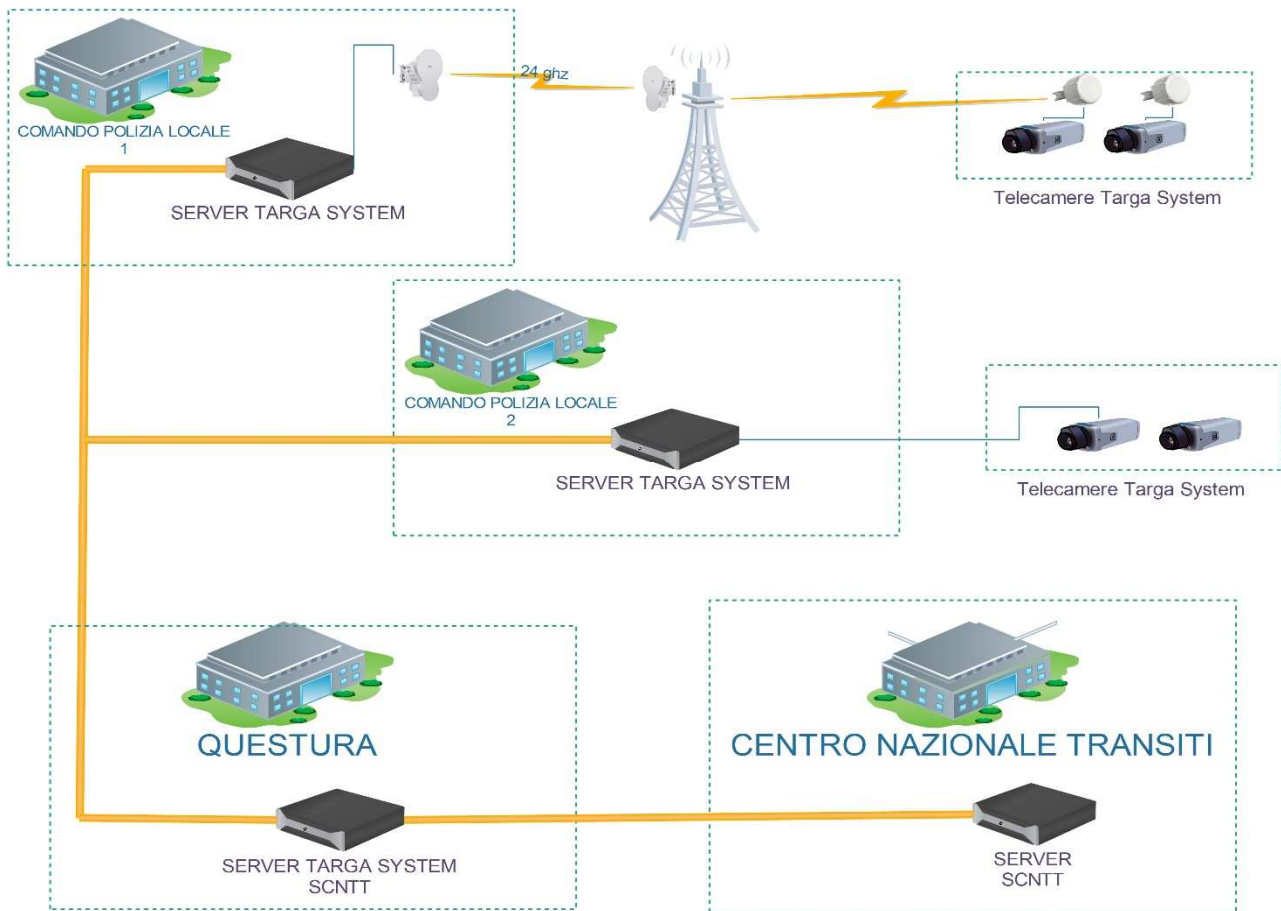 24 ghz
COMANDO POLIZIA LOCALE
1
SERVER TARGA SYSTEM
Telecamere Targa System
COMANDO POLIZIA LOCALE
2
SERVER TARGA SYSTEM
Telecamere Targa System
QUESTURA
CENTRO NAZIONALE TRANSITI
SERVER TARGA SYSTEM
SCNTT
SERVER
SCNTT